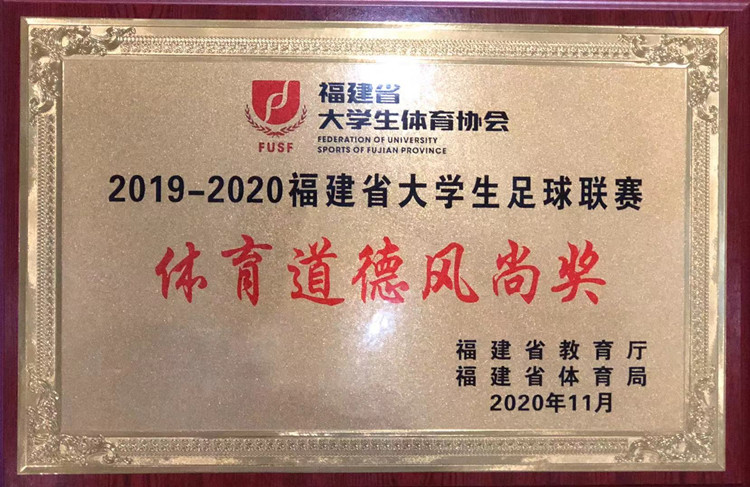 福建省
大学生体育协会
FEDERATION OF UNIVERSITY
SPORTS OF FUJIAN PROVINCE
FUSF
2019-2020福建省大学生足球联赛
体育道德风尚奖
福建省教育厅
福建省体育局
2020年11月